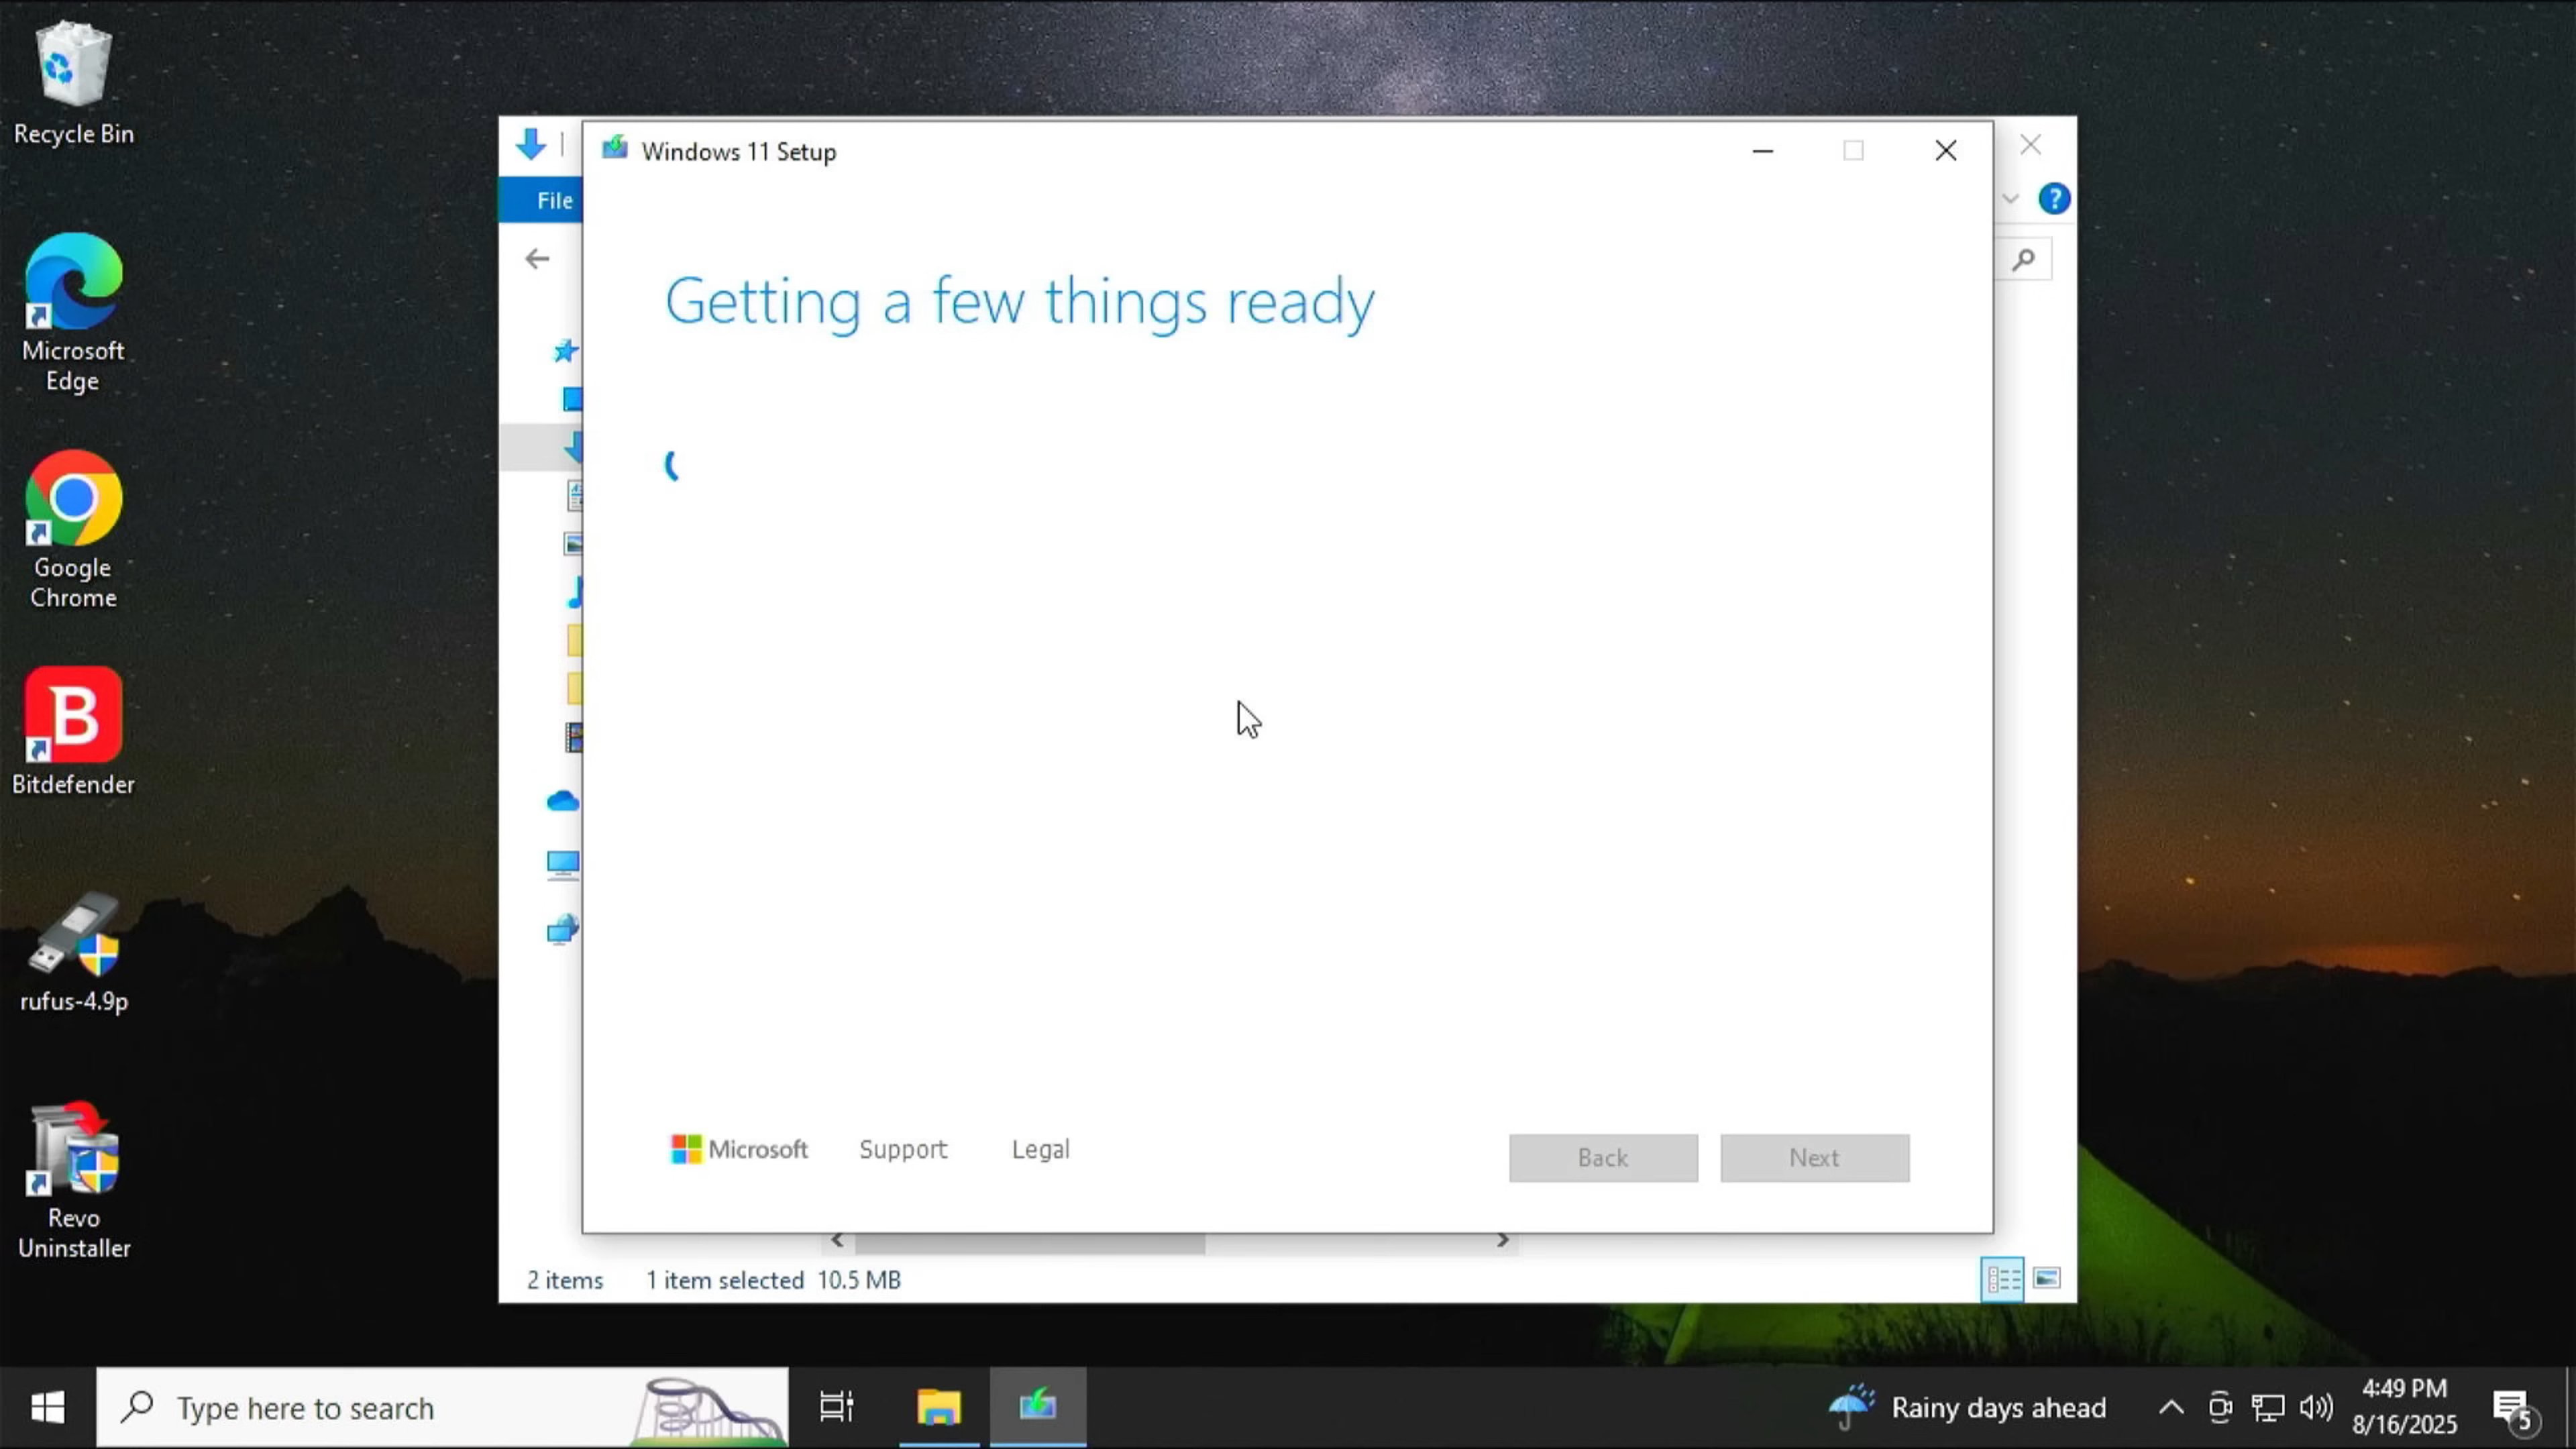 Recycle Bin
Microsoft
Edge
Google
Chrome
Bitdefender
rufus-4.9p
Revo
Uninstaller
File
Windows 11 Setup
Getting a few things ready
Microsoft
Support
Legal
Back
Next
2 items
1 item selected 10.5 MB
Type here to search
Rainy days ahead
4:49 PM
8/16/2025
5